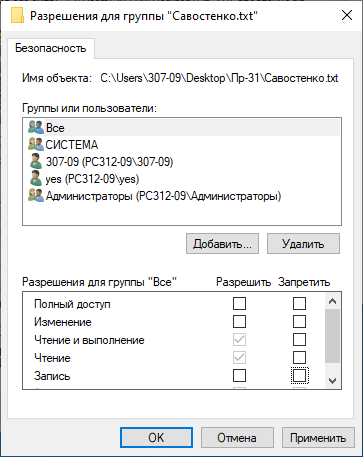 Разрешения для группы "Савостенко.txt"
Безопасность
Имя объекта: C:\Users\307-09\Desktop\Пр-31\Савостенко.txt
Группы или пользователи:
Все
СИСТЕМА
307-09 (PC312-09\307-09)
yes (PC312-09\yes)
Администраторы (PC312-09\Администраторы)
Добавить...
Удалить
Разрешения для группы "Все" Разрешить Запретить
Полный доступ
Изменение
Чтение и выполнение
Чтение
Запись
OK
Отмена
Применить